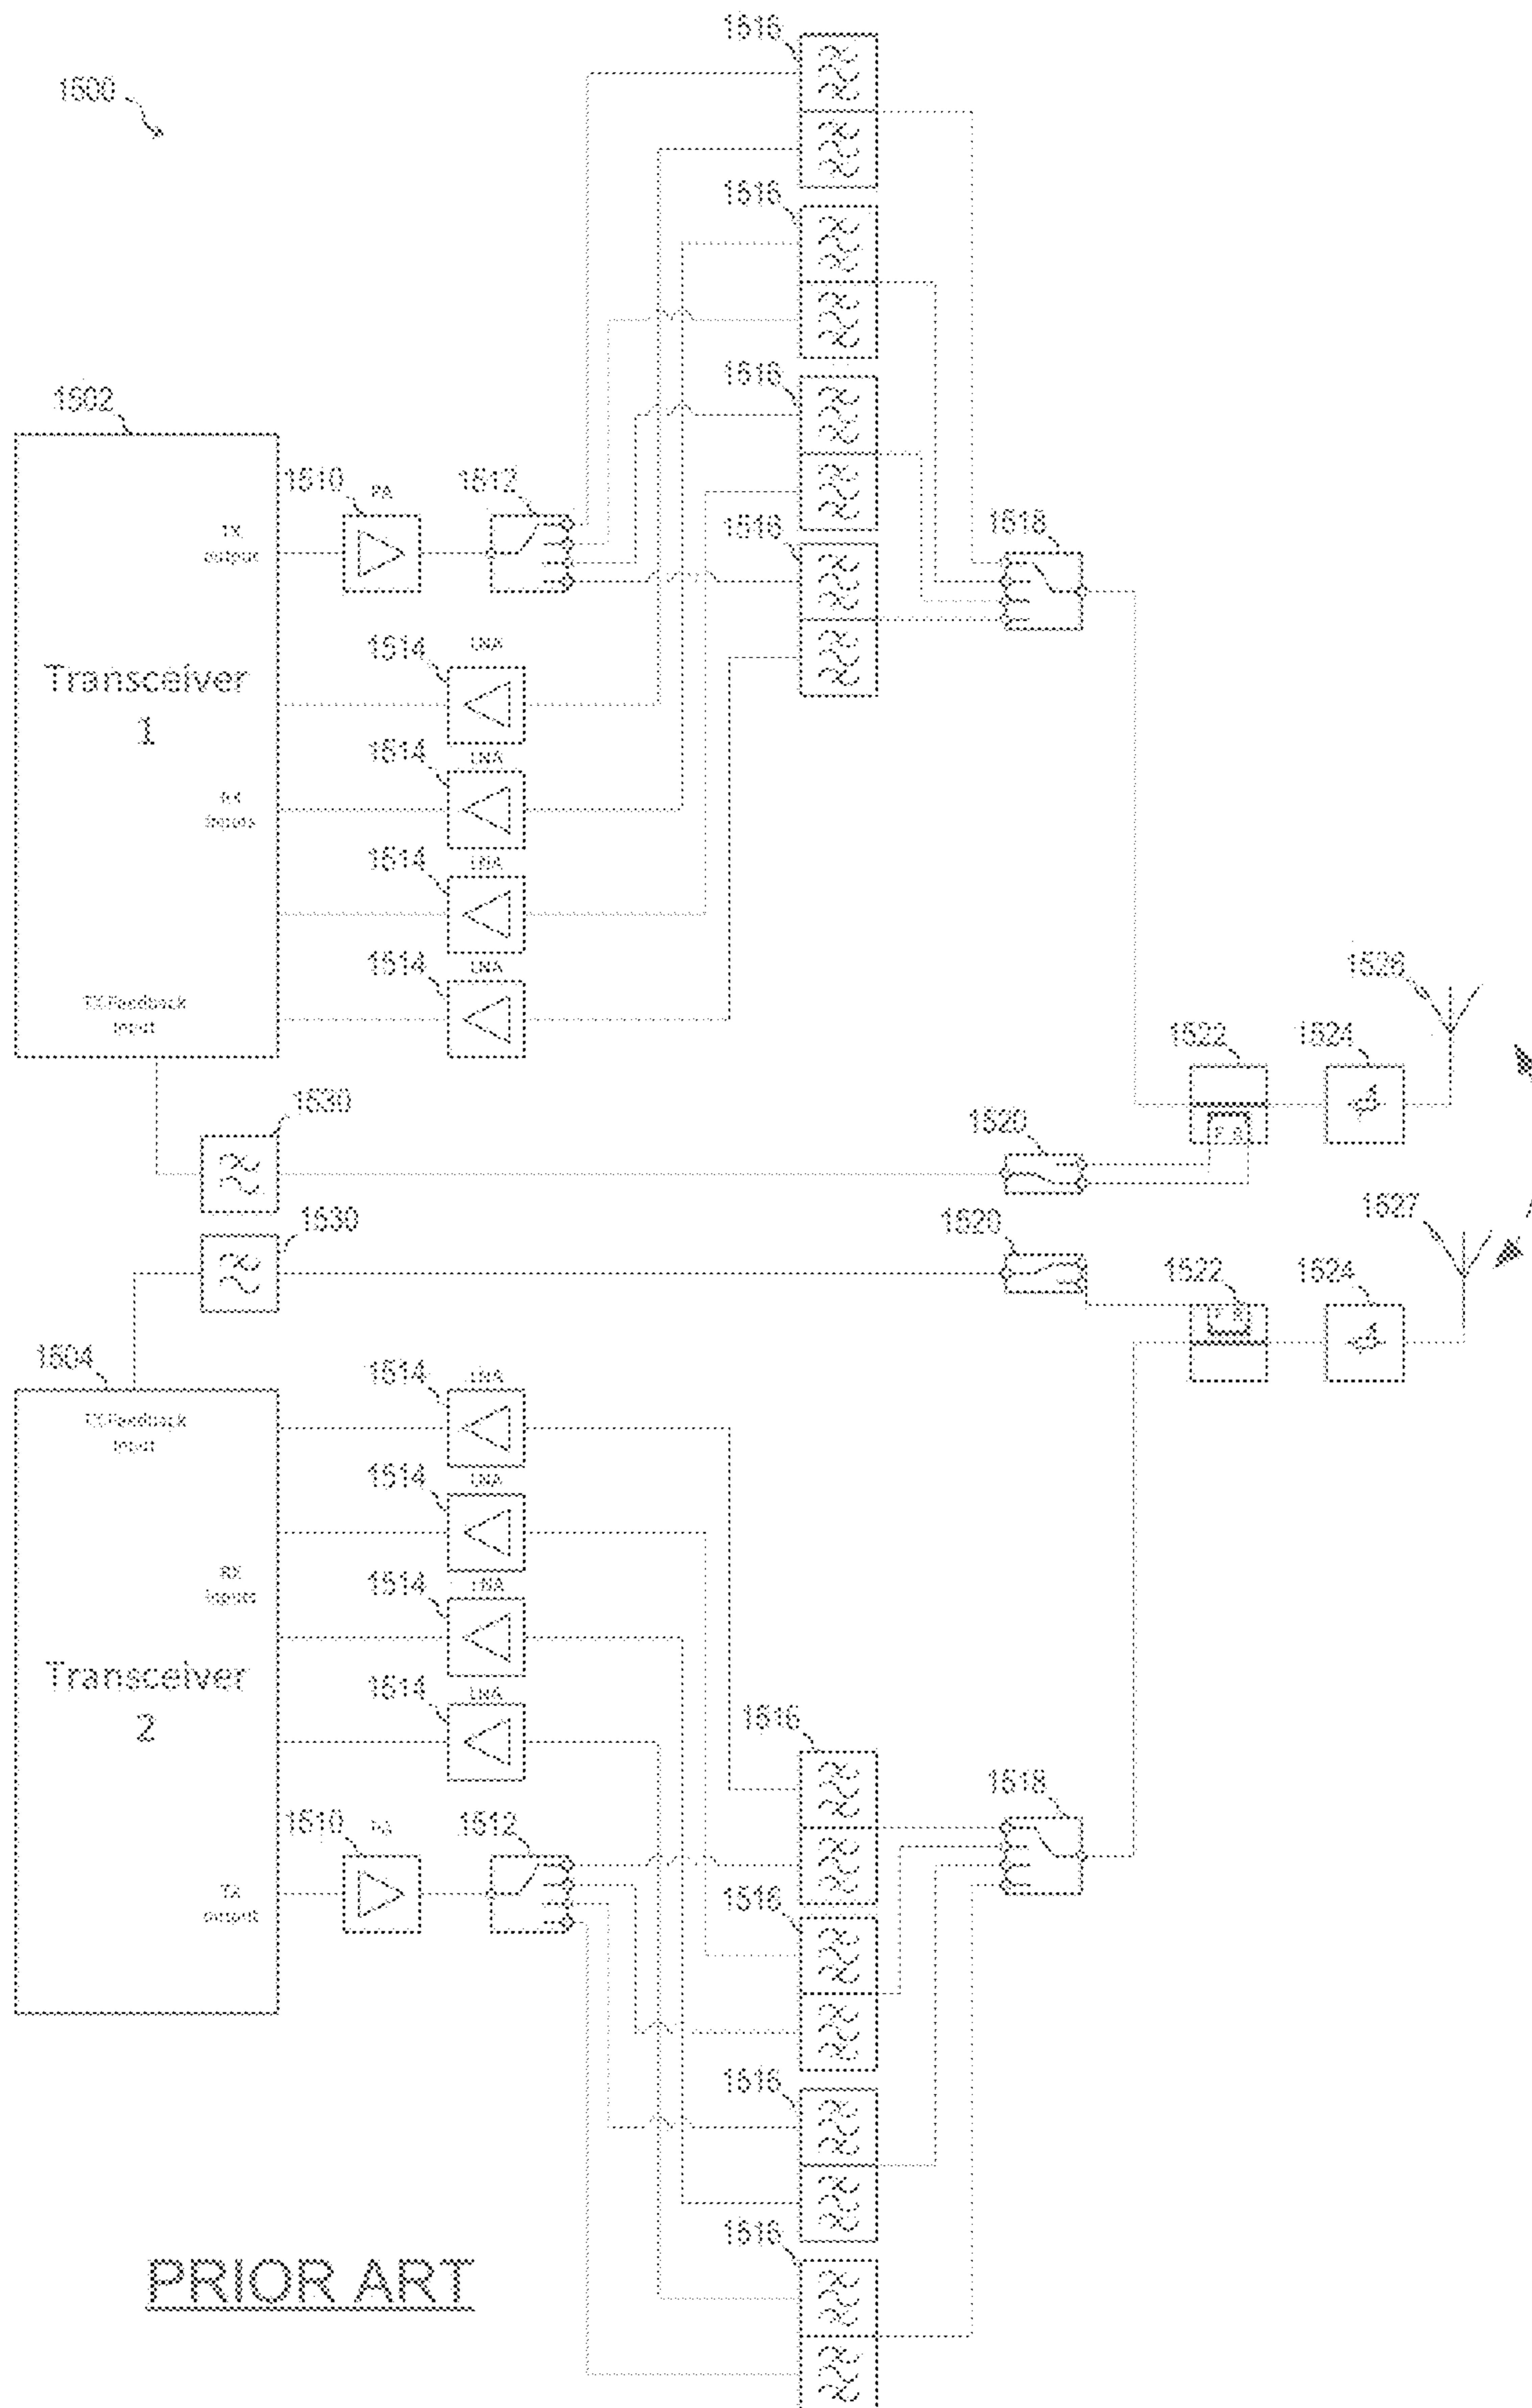 1500
1516
1516
1516
1516
1502
1510
PA
1512
TX
output
1518
Transceiver
1
1514
LNA
1514
LNA
RX
Inputs
1514
LNA
1514
LNA
TX Feedback
Input
1526
1522
1524
F R
1530
1520
1530
1520
1527
1522
1524
F R
1504
TX Feedback
Input
1514
LNA
1514
LNA
RX
Inputs
1514
LNA
Transceiver
2
1514
LNA
1516
1518
1510
PA
1512
TX
output
1516
1516
1516
PRIOR ART